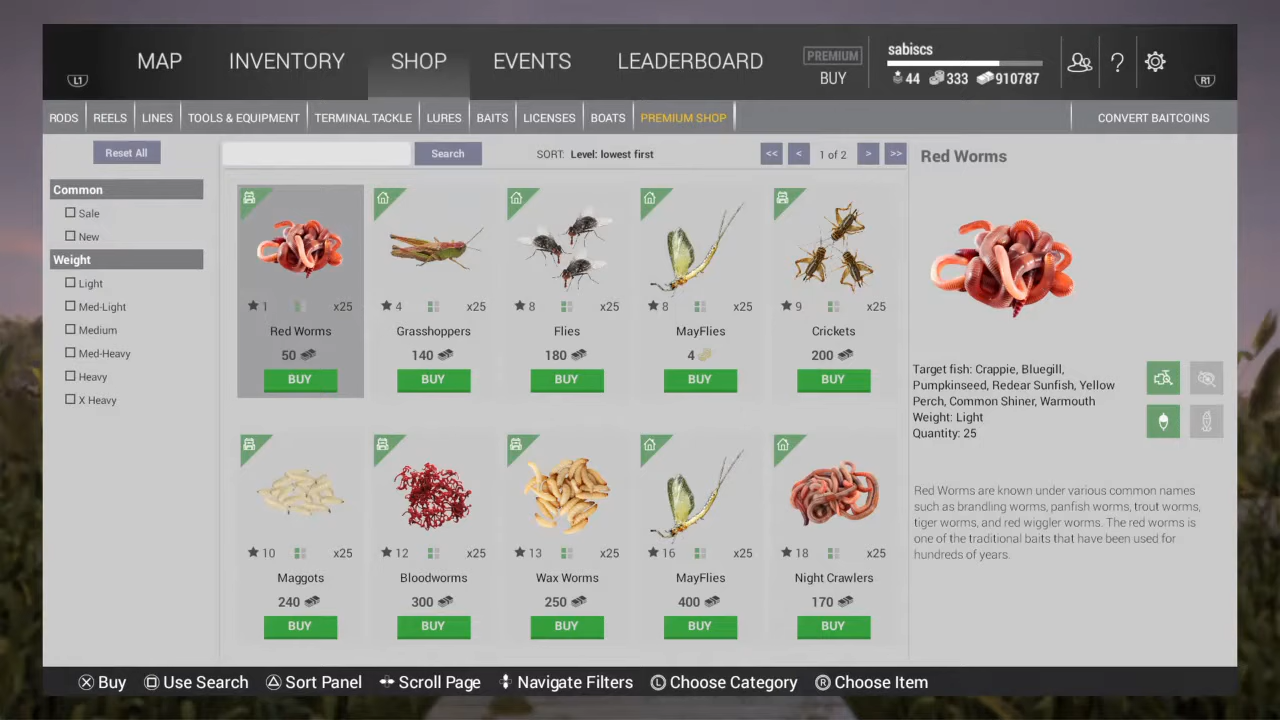 MAP INVENTORY SHOP EVENTS LEADERBOARD
PREMIUM
BUY
sabiscs
44 333 910787
?
L1
R1
RODS REELS LINES TOOLS & EQUIPMENT TERMINAL TACKLE LURES BAITS LICENSES BOATS PREMIUM SHOP CONVERT BAITCOINS
Reset All
Common
Sale
New
Weight
Light
Med-Light
Medium
Med-Heavy
Heavy
X Heavy
Search SORT: Level: lowest first << < 1 of 2 > >>
1 x25 4 x25 8 x25 8 x25 9 x25
Red Worms Grasshoppers Flies MayFlies Crickets
50 140 180 4 200
BUY BUY BUY BUY BUY
10 x25 12 x25 13 x25 16 x25 18 x25
Maggots Bloodworms Wax Worms MayFlies Night Crawlers
240 300 250 400 170
BUY BUY BUY BUY BUY
Red Worms
Target fish: Crappie, Bluegill,
Pumpkinseed, Redear Sunfish, Yellow
Perch, Common Shiner, Warmouth
Weight: Light
Quantity: 25
Red Worms are known under various common names
such as brandling worms, panfish worms, trout worms,
tiger worms, and red wiggler worms. The red worms is
one of the traditional baits that have been used for
hundreds of years.
Buy Use Search Sort Panel Scroll Page Navigate Filters L Choose Category R Choose Item